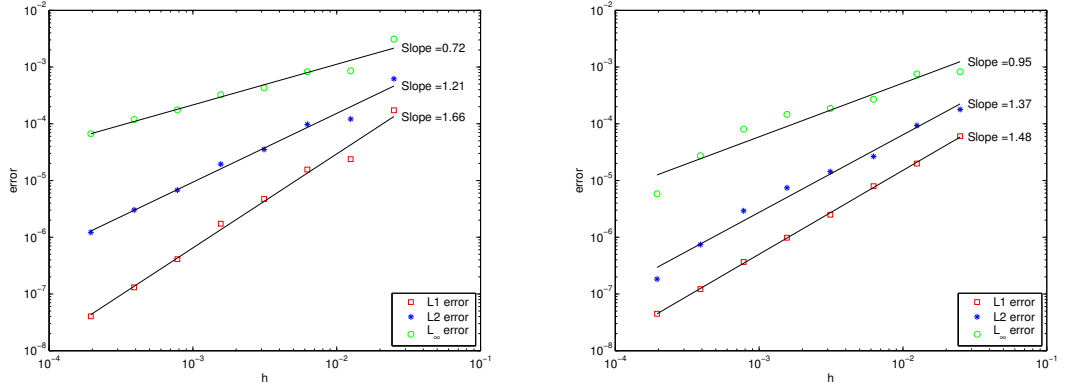 10^-2
10^-3
10^-4
10^-5
10^-6
10^-7
10^-8
error
10^-4
10^-3
10^-2
10^-1
h
Slope =0.72
Slope =1.21
Slope =1.66
L1 error
L2 error
L_∞ error
10^-2
10^-3
10^-4
10^-5
10^-6
10^-7
10^-8
error
10^-4
10^-3
10^-2
10^-1
h
Slope =0.95
Slope =1.37
Slope =1.48
L1 error
L2 error
L_∞ error